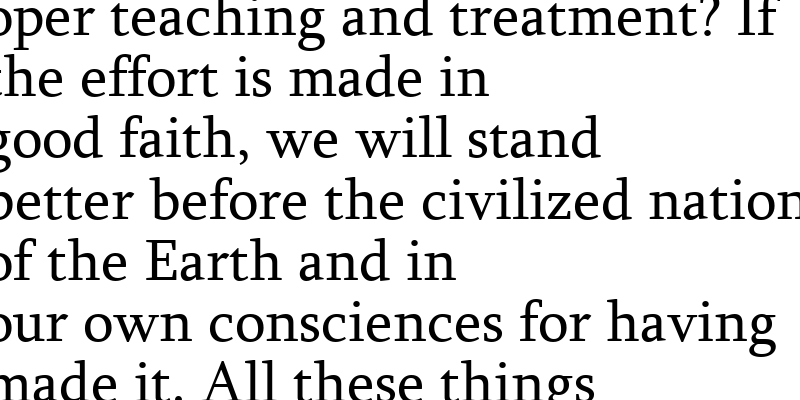 oper teaching and treatment? If
the effort is made in
good faith, we will stand
better before the civilized nation
of the Earth and in
our own consciences for having
made it. All these things